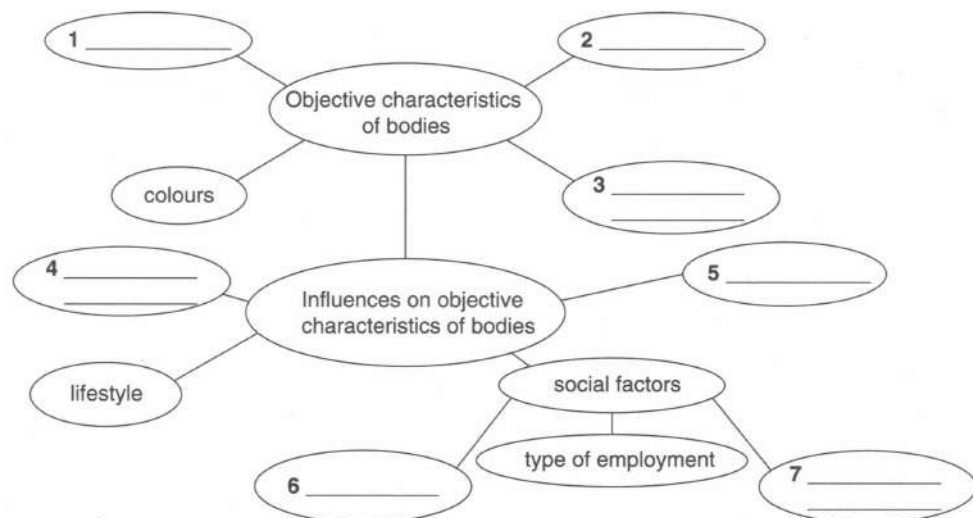 1
2
Objective characteristics
of bodies
colours
3
4
5
Influences on objective
characteristics of bodies
lifestyle
social factors
type of employment
6
7